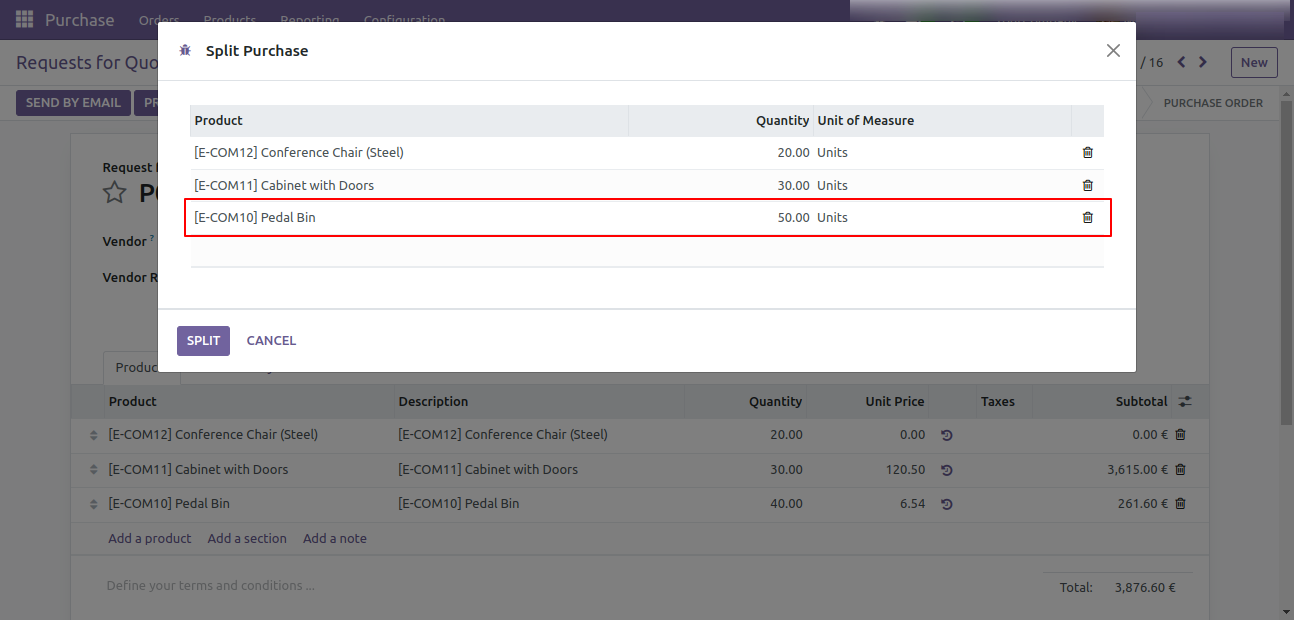 Purchase Orders Products Reporting Configuration
Split Purchase
Requests for Quo / 16 New
SEND BY EMAIL PURCHASE ORDER
Product Quantity Unit of Measure
[E-COM12] Conference Chair (Steel) 20.00 Units
[E-COM11] Cabinet with Doors 30.00 Units
[E-COM10] Pedal Bin 50.00 Units
Request
Vendor ?
Vendor R
SPLIT CANCEL
Produc
Product Description Quantity Unit Price Taxes Subtotal
[E-COM12] Conference Chair (Steel) [E-COM12] Conference Chair (Steel) 20.00 0.00 0.00 €
[E-COM11] Cabinet with Doors [E-COM11] Cabinet with Doors 30.00 120.50 3,615.00 €
[E-COM10] Pedal Bin [E-COM10] Pedal Bin 40.00 6.54 261.60 €
Add a product Add a section Add a note
Define your terms and conditions ...
Total: 3,876.60 €